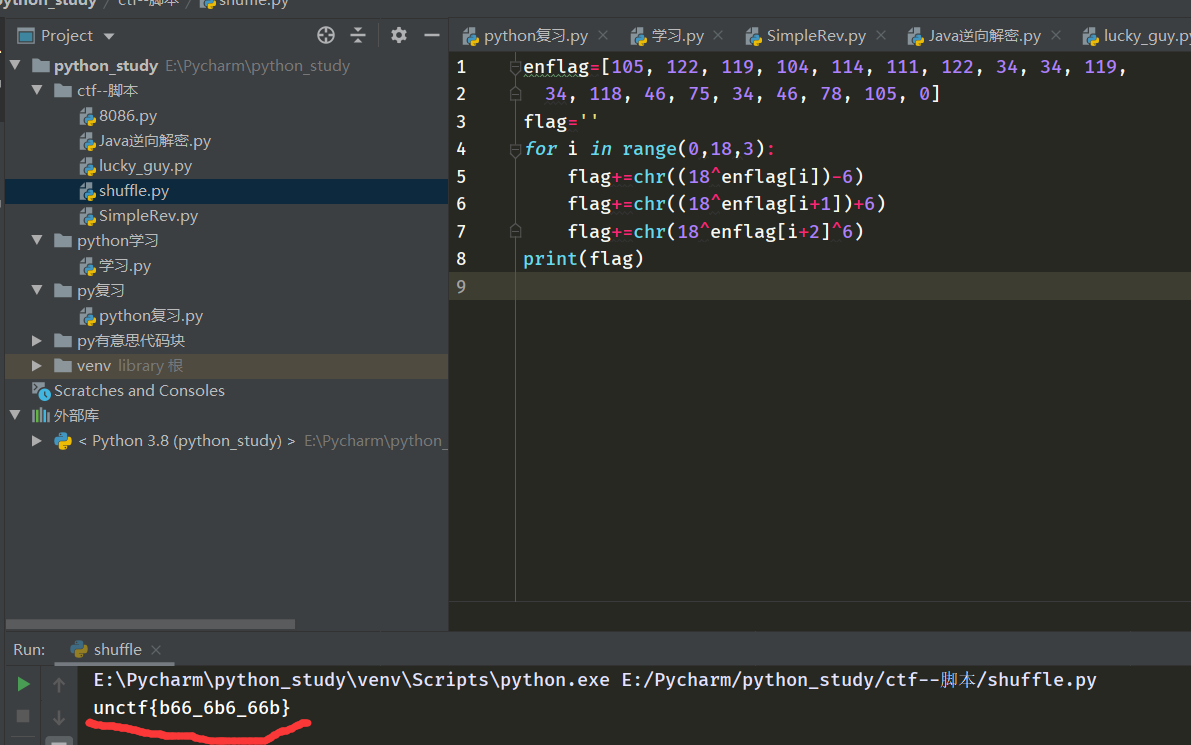 python_study / ctf--脚本 / shuffle.py
Project
python_study E:\Pycharm\python_study
ctf--脚本
8086.py
Java逆向解密.py
lucky_guy.py
shuffle.py
SimpleRev.py
python学习
学习.py
py复习
python复习.py
py有意思代码块
venv library 根
Scratches and Consoles
外部库
< Python 3.8 (python_study) > E:\Pycharm\python_
python复习.py 学习.py SimpleRev.py Java逆向解密.py lucky_guy.py
1 enflag=[105, 122, 119, 104, 114, 111, 122, 34, 34, 119,
2 34, 118, 46, 75, 34, 46, 78, 105, 0]
3 flag=''
4 for i in range(0,18,3):
5 flag+=chr((18^enflag[i])-6)
6 flag+=chr((18^enflag[i+1])+6)
7 flag+=chr(18^enflag[i+2]^6)
8 print(flag)
9
Run: shuffle
E:\Pycharm\python_study\venv\Scripts\python.exe E:/Pycharm/python_study/ctf--脚本/shuffle.py
unctf{b66_6b6_66b}